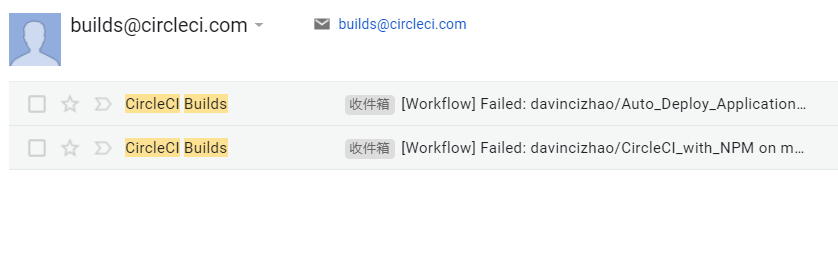 builds@circleci.com builds@circleci.com
CircleCI Builds 收件箱 [Workflow] Failed: davincizhao/Auto_Deploy_Application…
CircleCI Builds 收件箱 [Workflow] Failed: davincizhao/CircleCI_with_NPM on m…